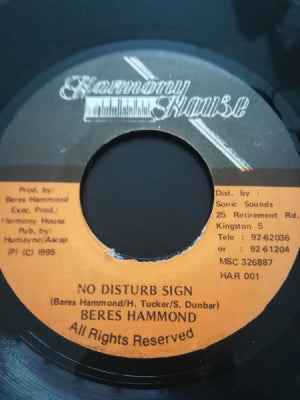 Harmony
House
Prod. by:
Beres Hammond
Exec. Prod.:
Harmony House
Pub. by:
Humayne/Ascap
(P) (C) 1995
Dist. by :
Sonic Sounds
25 Retirement Rd.
Kingston 5
Tele : 92-62036
or : 92-61204
MSC 326887
HAR 001
NO DISTURB SIGN
(Beres Hammond/H. Tucker/S. Dunbar)
BERES HAMMOND
All Rights Reserved